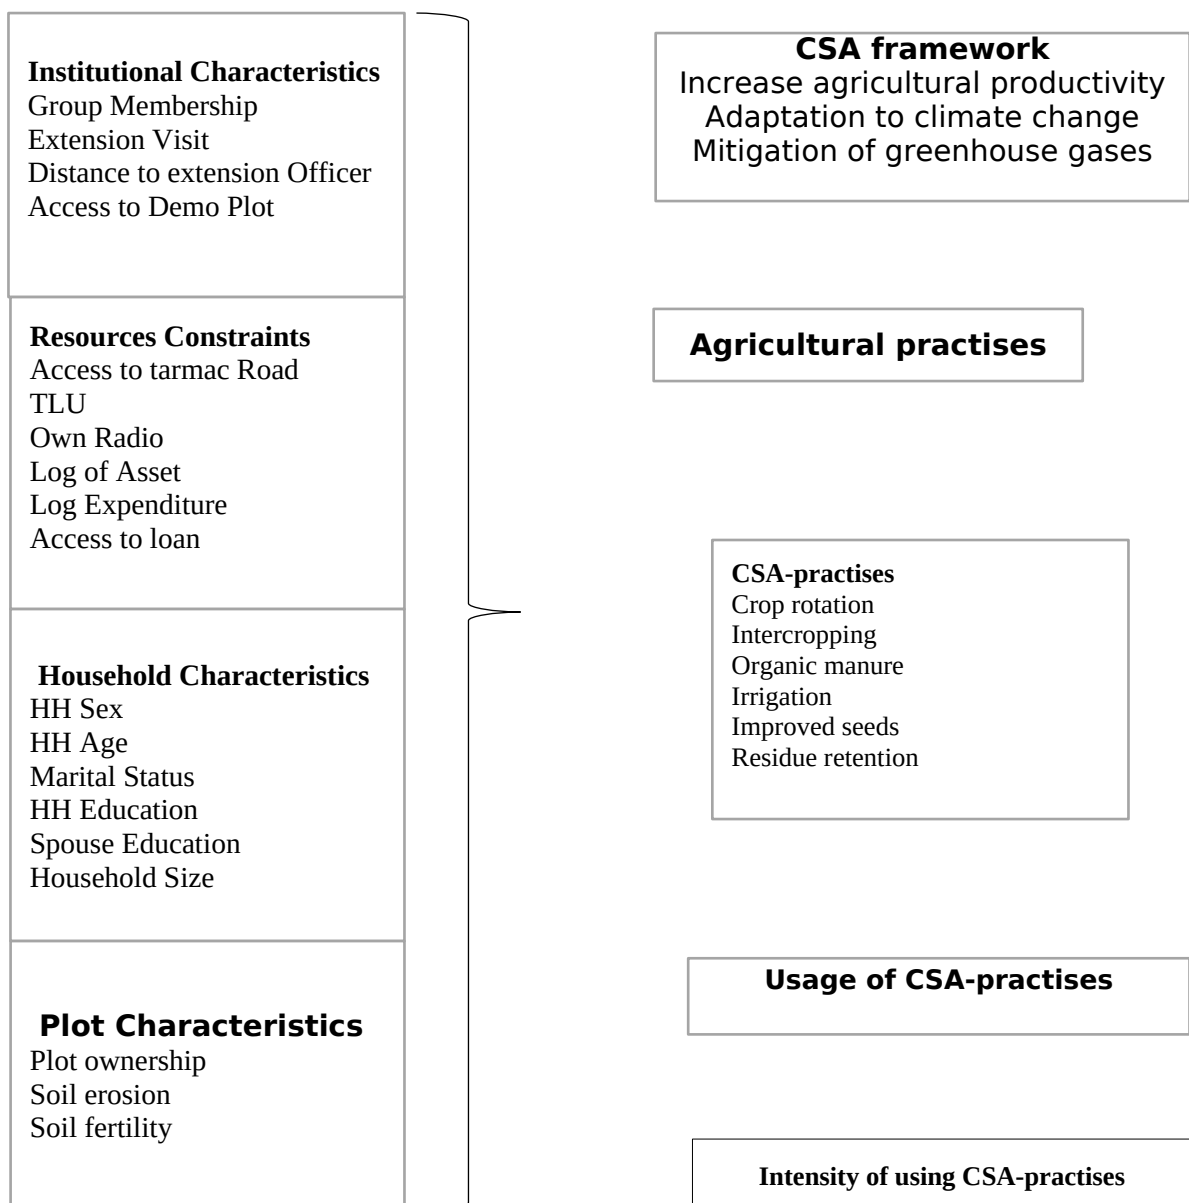 Institutional Characteristics
Group Membership
Extension Visit
Distance to extension Officer
Access to Demo Plot
Resources Constraints
Access to tarmac Road
TLU
Own Radio
Log of Asset
Log Expenditure
Access to loan
Household Characteristics
HH Sex
HH Age
Marital Status
HH Education
Spouse Education
Household Size
Plot Characteristics
Plot ownership
Soil erosion
Soil fertility
CSA framework
Increase agricultural productivity
Adaptation to climate change
Mitigation of greenhouse gases
Agricultural practises
CSA-practises
Crop rotation
Intercropping
Organic manure
Irrigation
Improved seeds
Residue retention
Usage of CSA-practises
Intensity of using CSA-practises